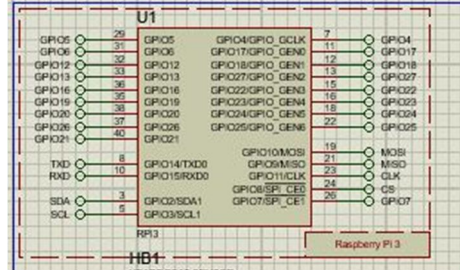 U1
GPIO5 29 GPIO5 GPIO4/GPIO_GCLK 7 GPIO4
GPIO6 31 GPIO6 GPIO17/GPIO_GEN0 11 GPIO17
GPIO12 32 GPIO12 GPIO18/GPIO_GEN1 12 GPIO18
GPIO13 33 GPIO13 GPIO27/GPIO_GEN2 13 GPIO27
GPIO16 36 GPIO16 GPIO22/GPIO_GEN3 15 GPIO22
GPIO19 35 GPIO19 GPIO23/GPIO_GEN4 16 GPIO23
GPIO20 38 GPIO20 GPIO24/GPIO_GEN5 18 GPIO24
GPIO26 37 GPIO26 GPIO25/GPIO_GEN6 22 GPIO25
GPIO21 40 GPIO21
GPIO10/MOSI 19 MOSI
TXD 8 GPIO14/TXD0 GPIO9/MISO 21 MISO
RXD 10 GPIO15/RXD0 GPIO11/CLK 23 CLK
GPIO8/SPI_CE0 24 CS
SDA 3 GPIO2/SDA1 GPIO7/SPI_CE1 26 GPIO7
SCL 5 GPIO3/SCL1
RPI3
Raspberry Pi 3
HB1